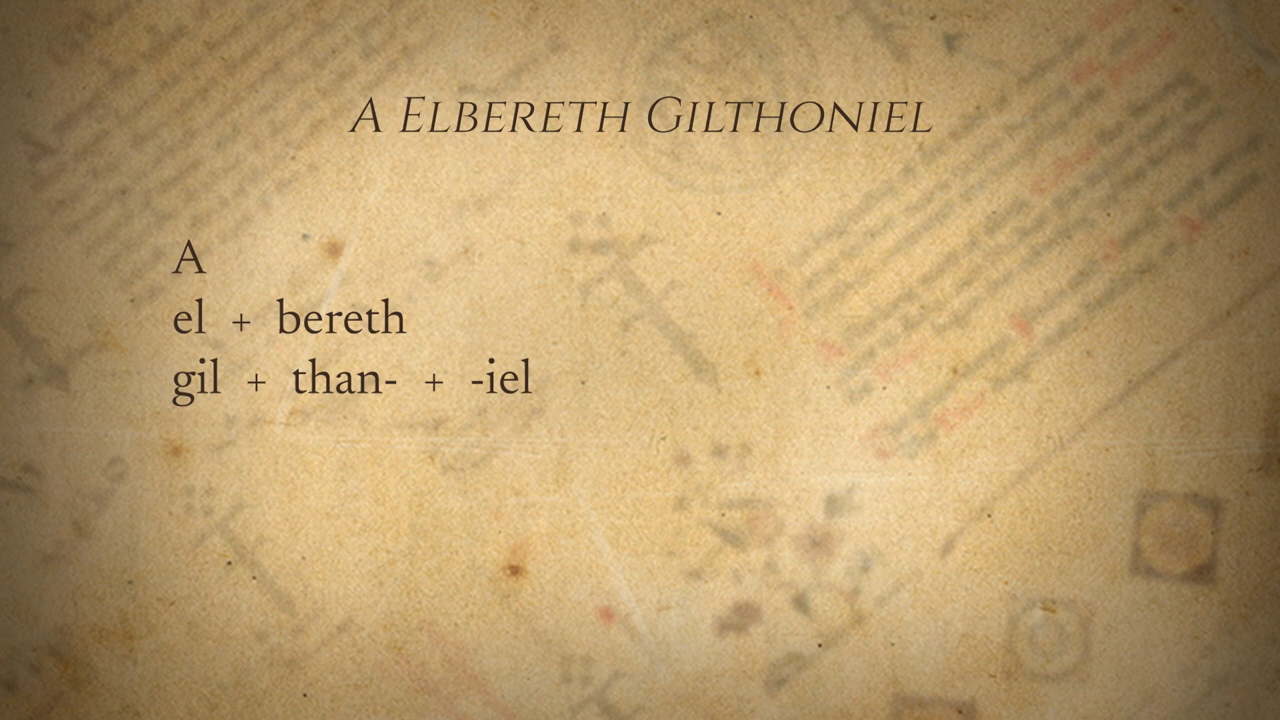 A ELBERETH GILTHONIEL
A
el + bereth
gil + than- + -iel